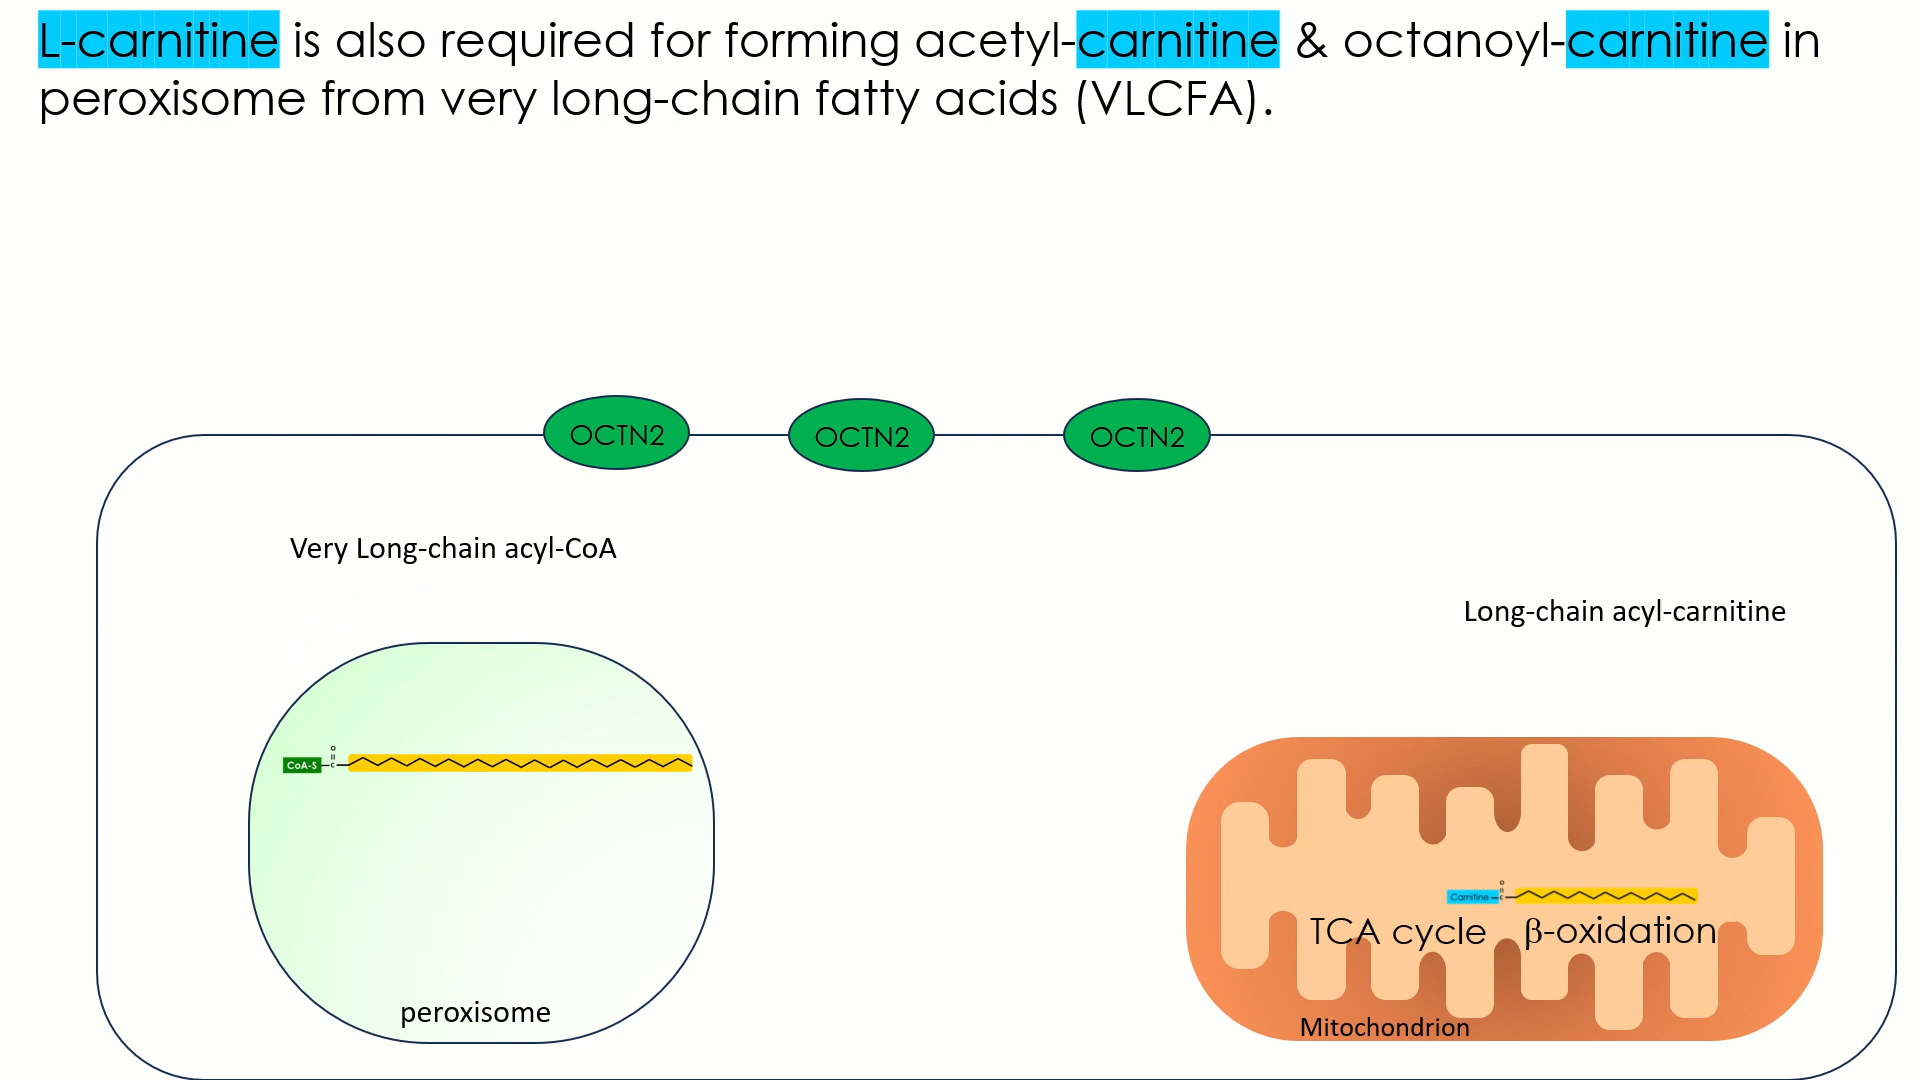 L-carnitine is also required for forming acetyl-carnitine & octanoyl-carnitine in
peroxisome from very long-chain fatty acids (VLCFA).
OCTN2 OCTN2 OCTN2
Very Long-chain acyl-CoA
Long-chain acyl-carnitine
O
CoA-S C
O
Carnitine C
TCA cycle β-oxidation
peroxisome
Mitochondrion